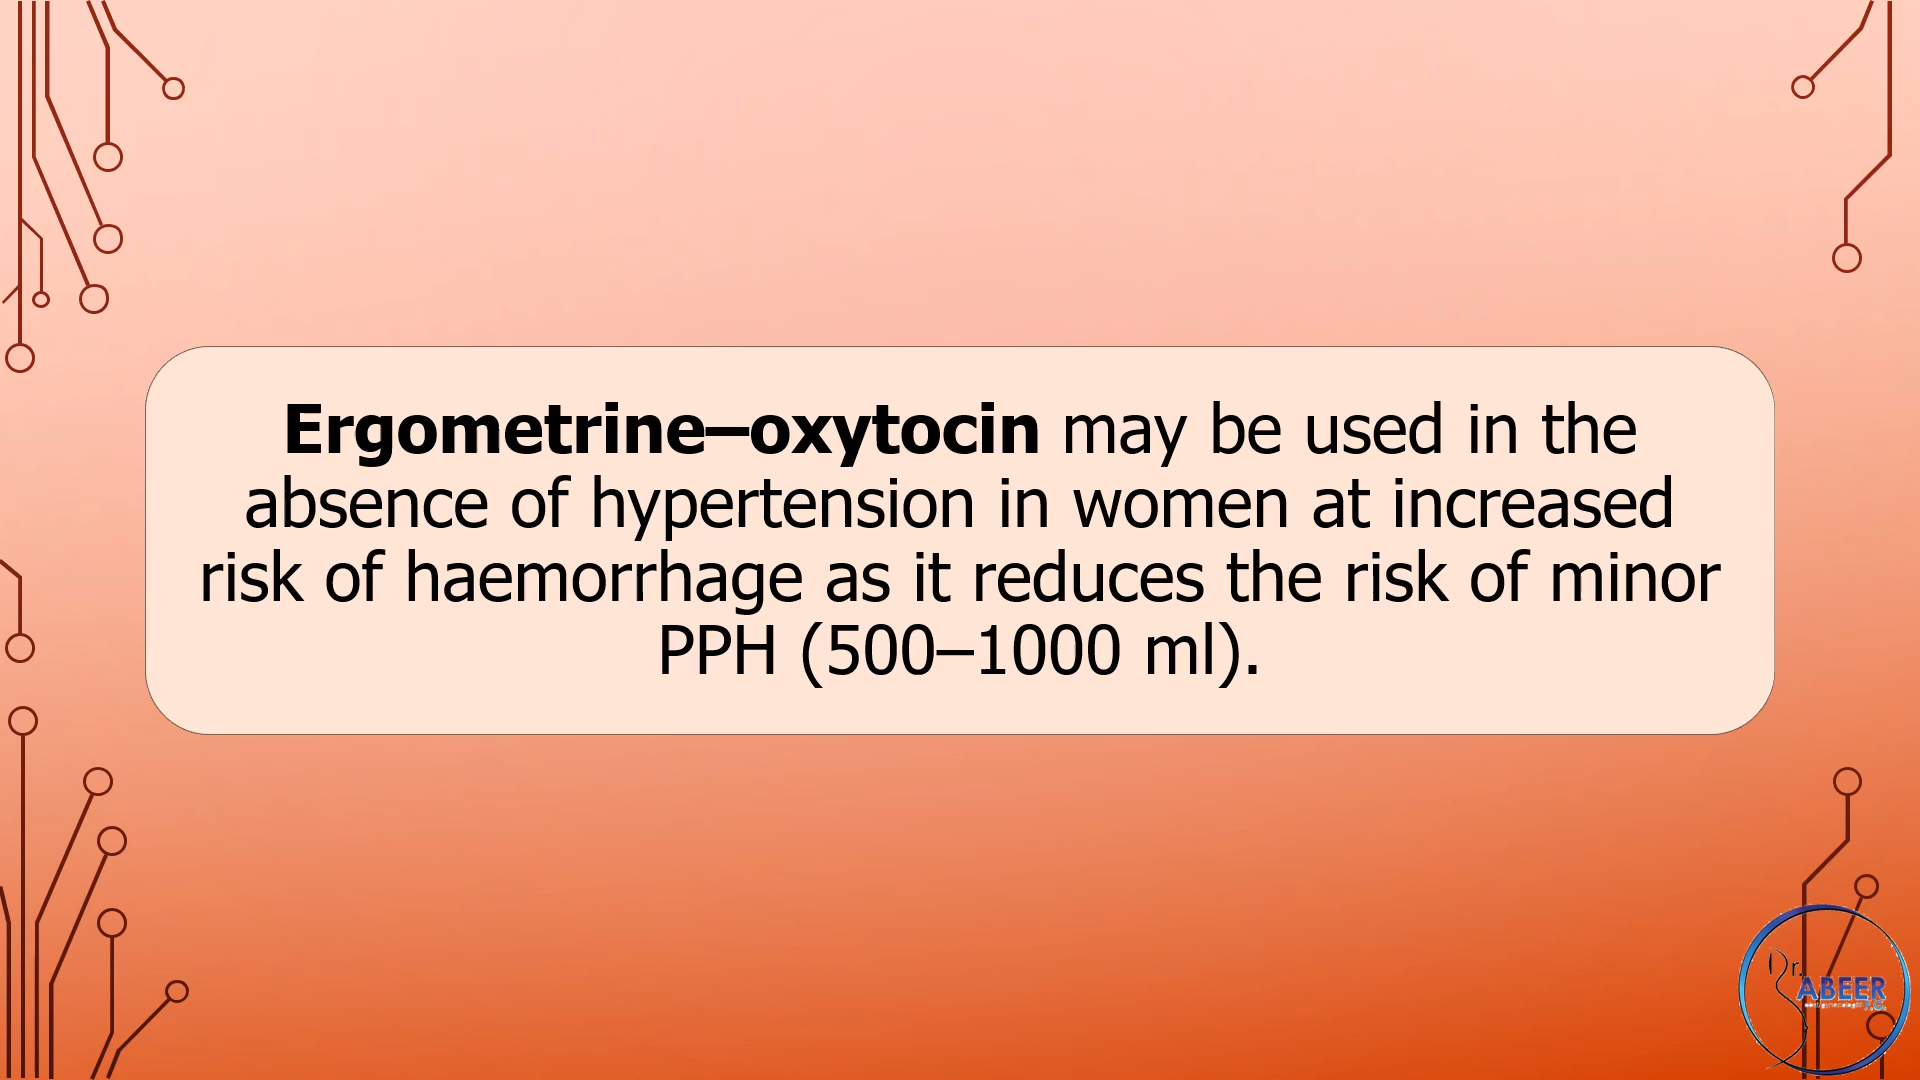 Ergometrine–oxytocin may be used in the
absence of hypertension in women at increased
risk of haemorrhage as it reduces the risk of minor
PPH (500–1000 ml).
Dr.
ABEER